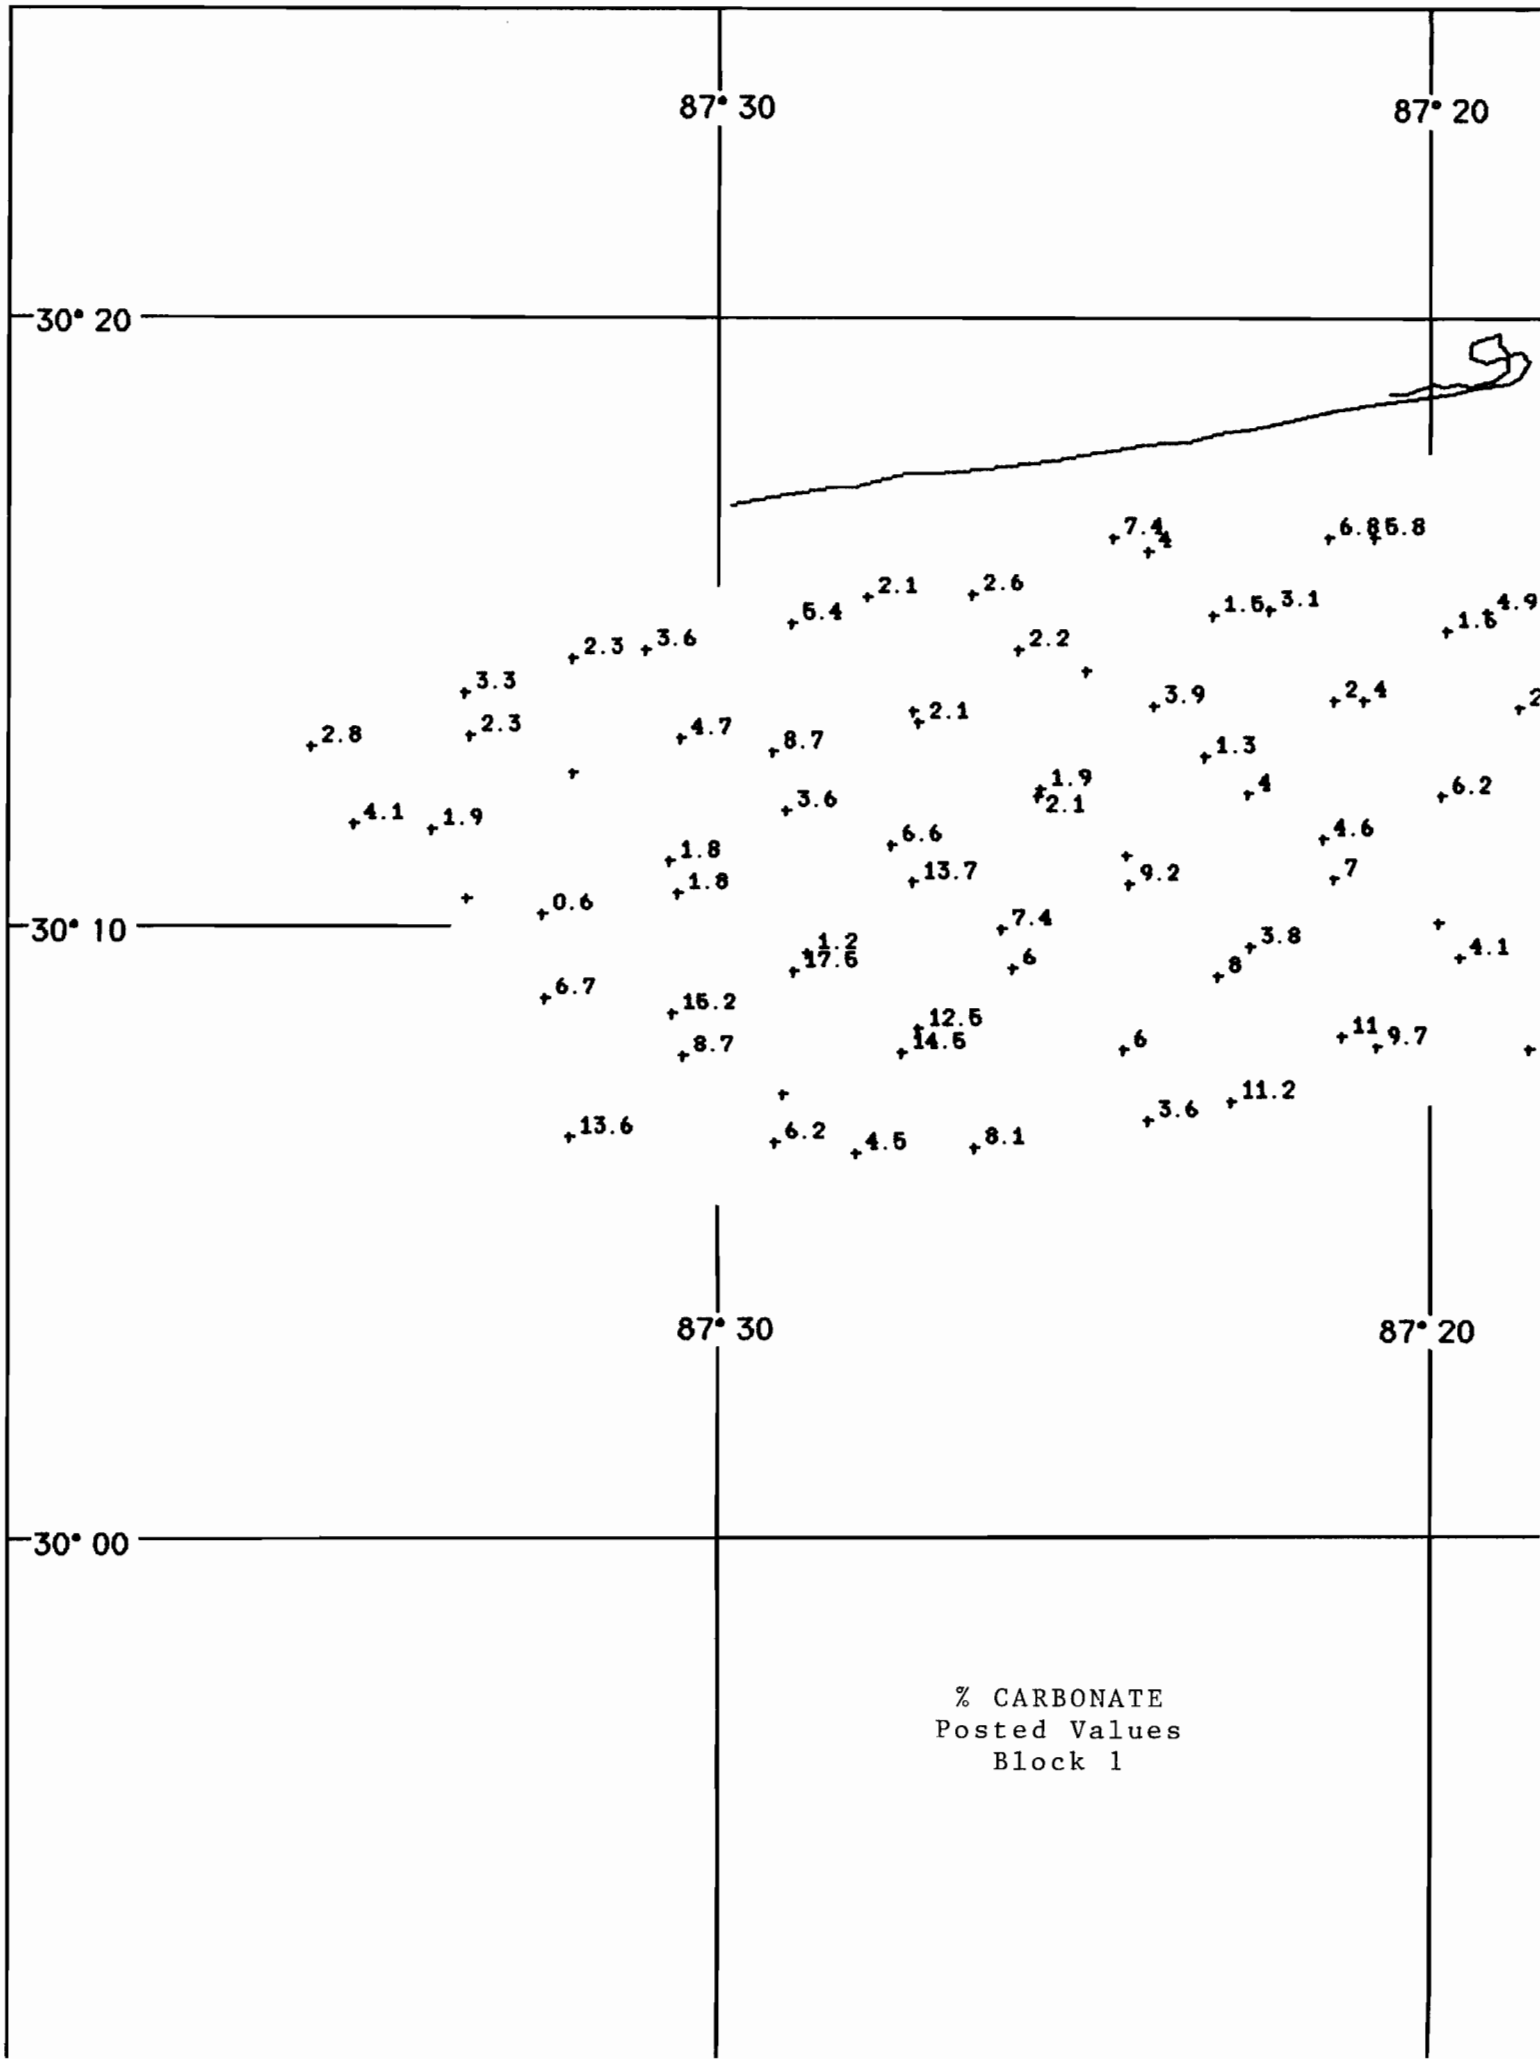 87° 30 87° 20
30° 20
7.4 6.8 5.8
4
2.1 2.6
5.4 1.5 3.1 4.9
1.6
2.3 3.6 2.2
3.3
3.9 2 4 2
2.8 2.3 4.7 8.7 2.1
1.3
1.9 4 6.2
3.6 2.1
4.1 1.9
6.6 4.6
1.8 13.7 9.2 7
1.8
0.6
30° 10 7.4
1.2 3.8 4.1
17.5 6 8
6.7
15.2 12.5
8.7 14.5 6 11 9.7
3.6 11.2
13.6 6.2 4.5 8.1
87° 30 87° 20
30° 00
% CARBONATE
Posted Values
Block 1